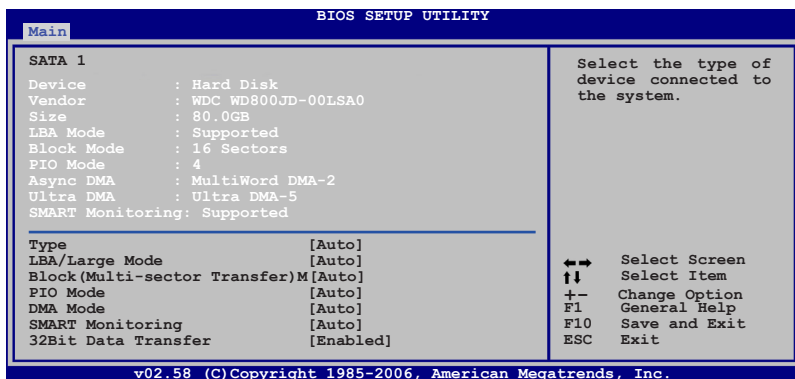 BIOS SETUP UTILITY
Main
SATA 1
Device : Hard Disk
Vendor : WDC WD800JD-00LSA0
Size : 80.0GB
LBA Mode : Supported
Block Mode : 16 Sectors
PIO Mode : 4
Async DMA : MultiWord DMA-2
Ultra DMA : Ultra DMA-5
SMART Monitoring: Supported
Type [Auto]
LBA/Large Mode [Auto]
Block(Multi-sector Transfer)M[Auto]
PIO Mode [Auto]
DMA Mode [Auto]
SMART Monitoring [Auto]
32Bit Data Transfer [Enabled]
Select the type of
device connected to
the system.
←→ Select Screen
↑↓ Select Item
+- Change Option
F1 General Help
F10 Save and Exit
ESC Exit
v02.58 (C)Copyright 1985-2006, American Megatrends, Inc.